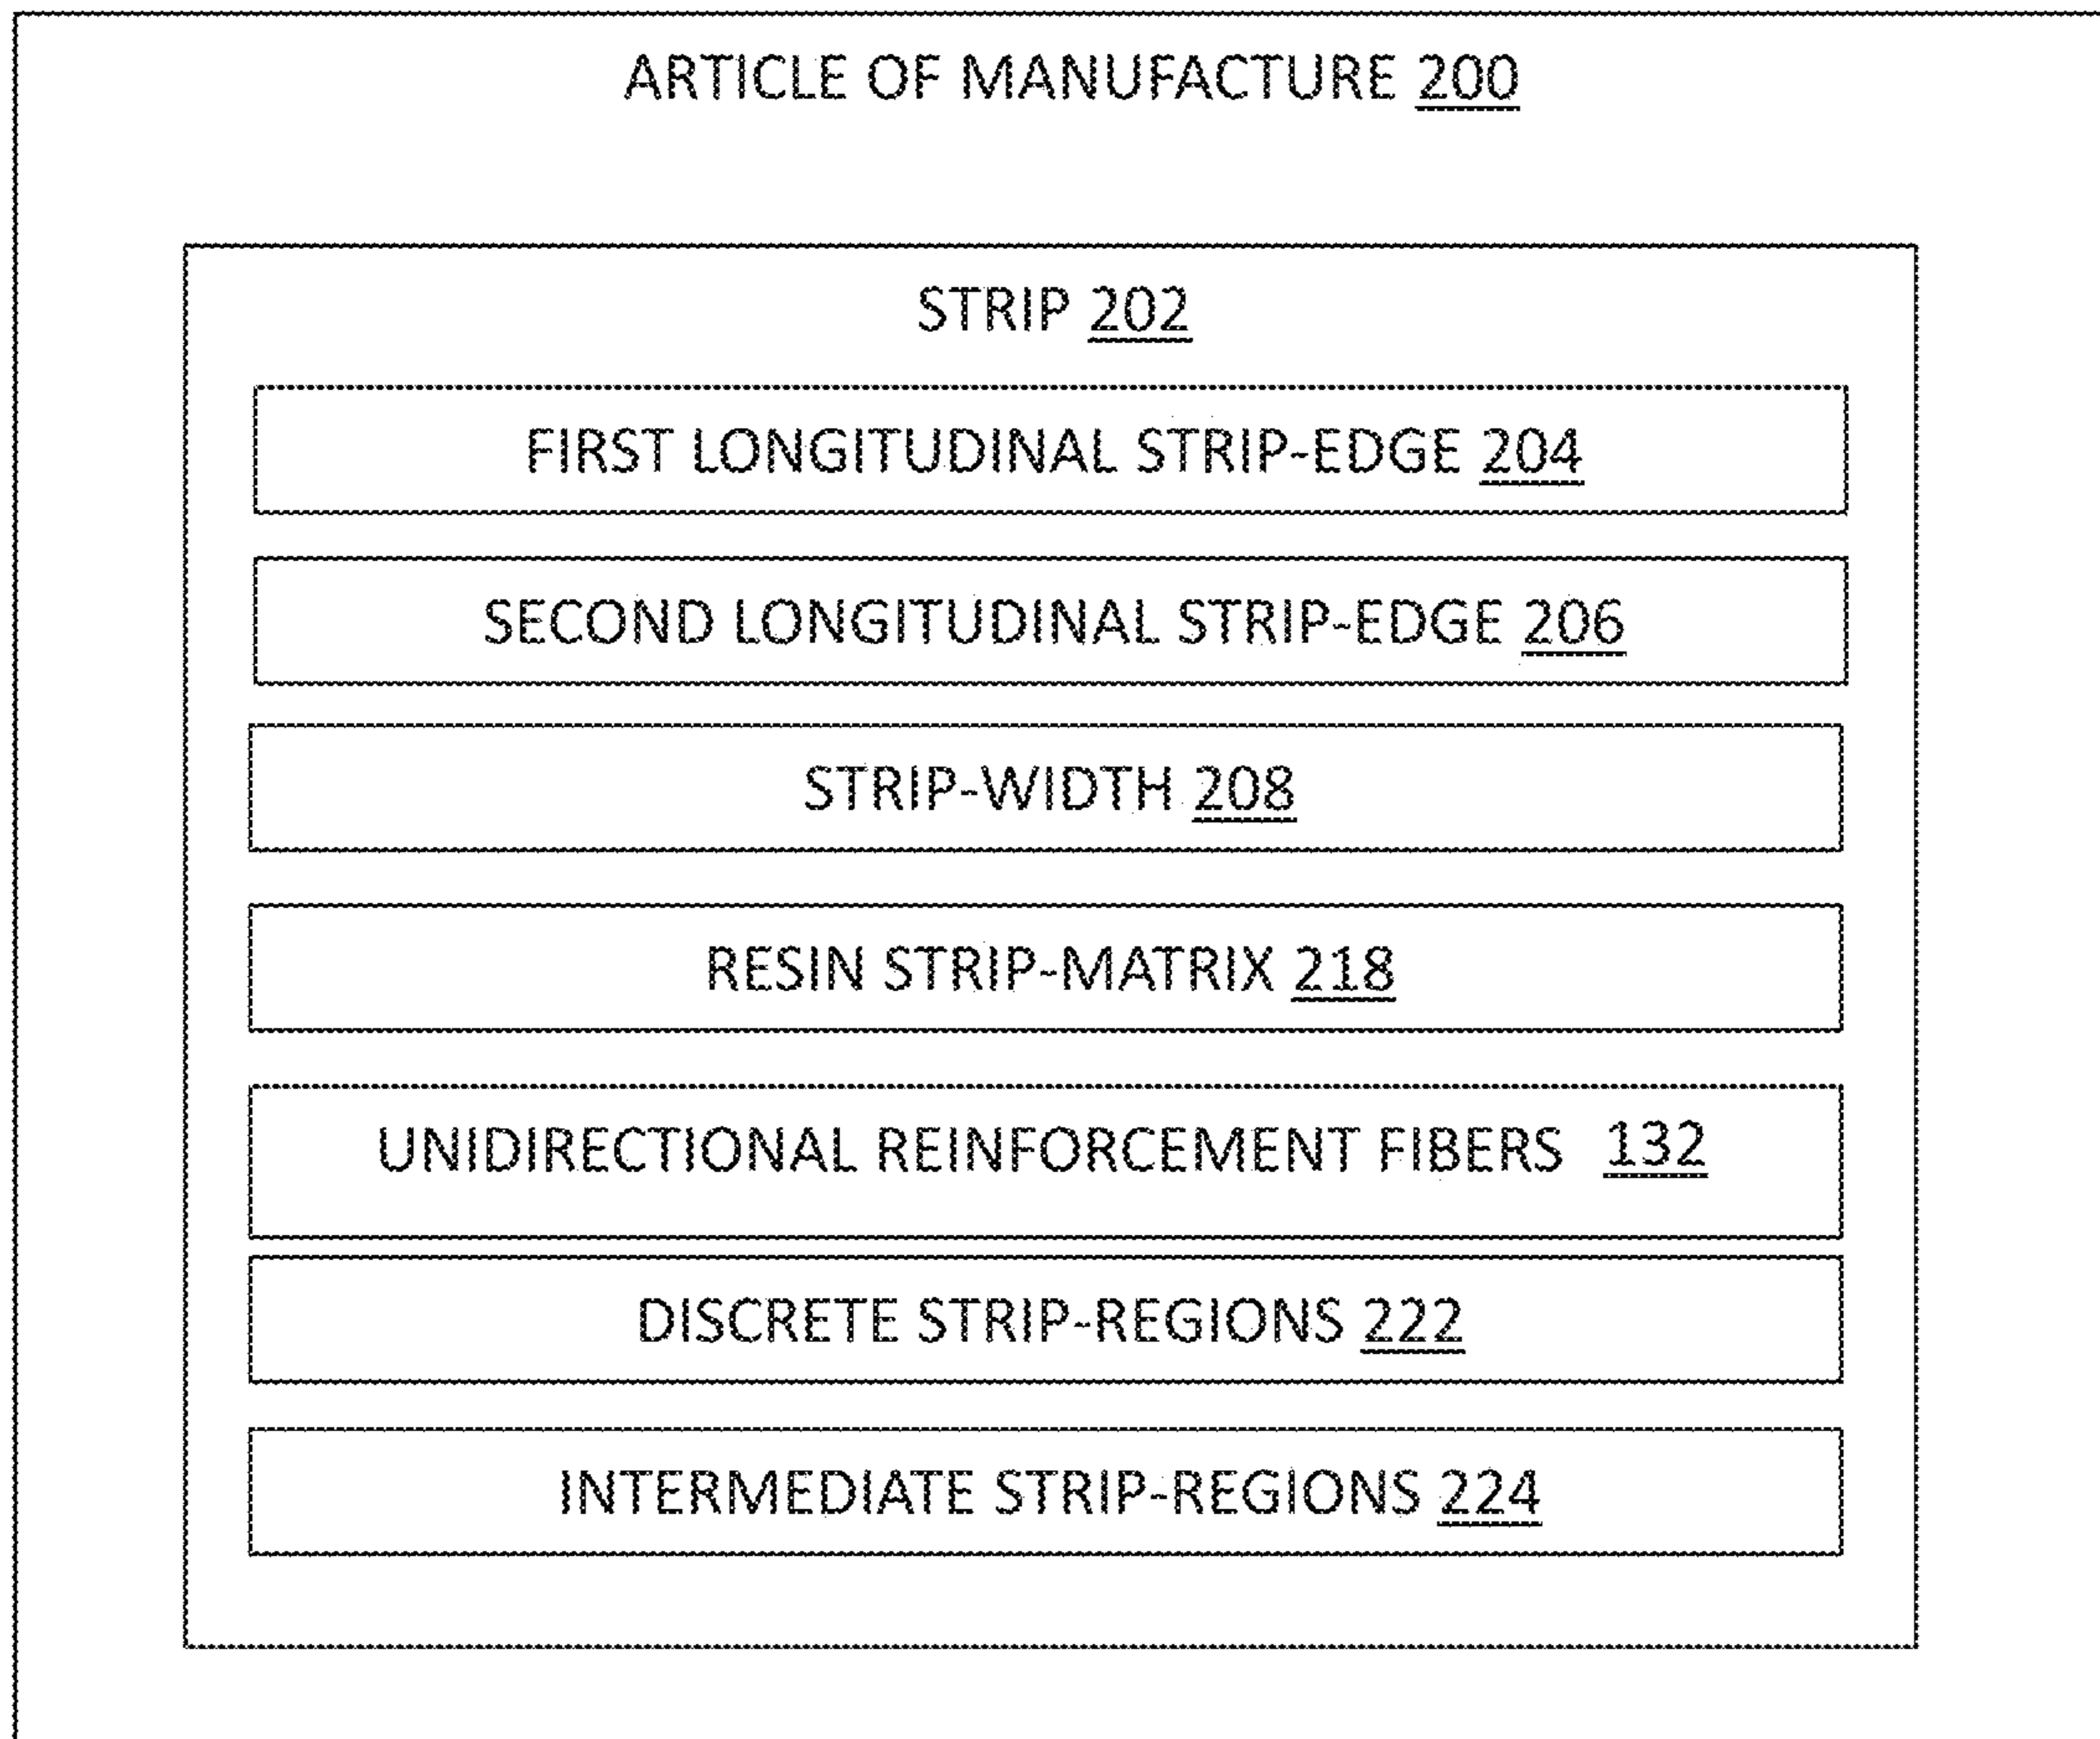 ARTICLE OF MANUFACTURE 200
STRIP 202
FIRST LONGITUDINAL STRIP-EDGE 204
SECOND LONGITUDINAL STRIP-EDGE 206
STRIP-WIDTH 208
RESIN STRIP-MATRIX 218
UNIDIRECTIONAL REINFORCEMENT FIBERS 132
DISCRETE STRIP-REGIONS 222
INTERMEDIATE STRIP-REGIONS 224